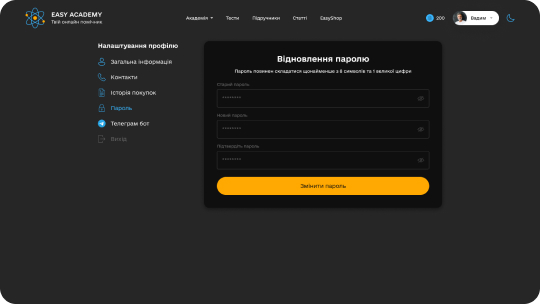 EASY ACADEMY
Твій онлайн помічник
Академія
Тести
Підручники
Статті
EasyShop
200
Вадим
Налаштування профілю
Загальна інформація
Контакти
Історія покупок
Пароль
Телеграм бот
Вихід
Відновлення паролю
Пароль повинен складатися щонайменше з 8 символів та 1 великої цифри
Старий пароль
********
Новий пароль
********
Підтвердіть пароль
********
Змінити пароль